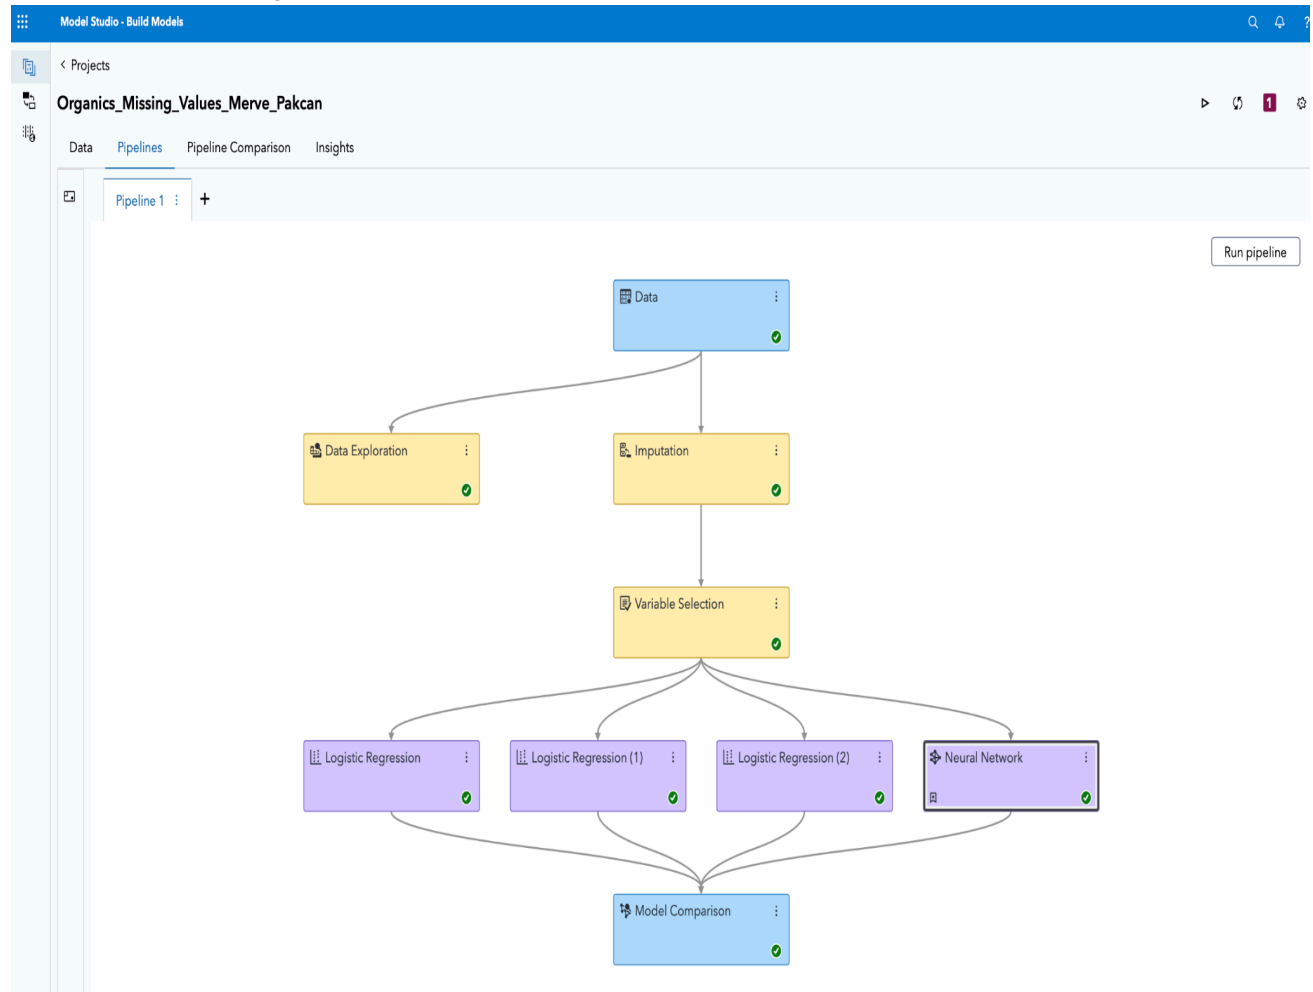 Model Studio - Build Models
?
< Projects
Organics_Missing_Values_Merve_Pakcan
1
Data Pipelines Pipeline Comparison Insights
Pipeline 1 +
Run pipeline
Data
Data Exploration Imputation
Variable Selection
Logistic Regression Logistic Regression (1) Logistic Regression (2) Neural Network
Model Comparison